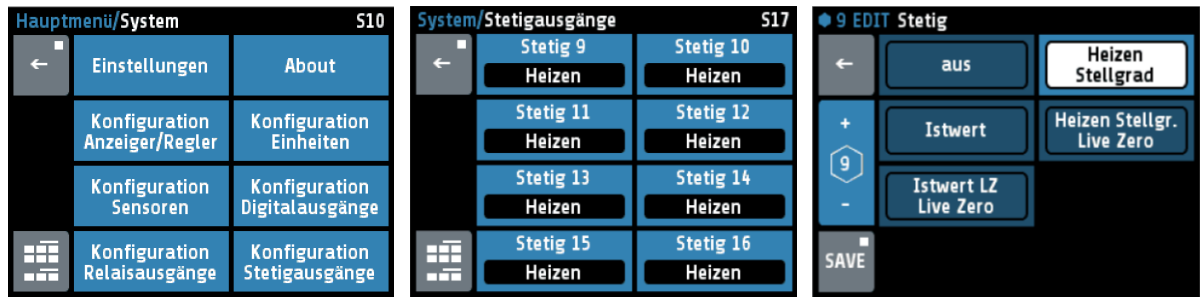 Hauptmenü/System S10
←
Einstellungen
About
Konfiguration
Anzeiger/Regler
Konfiguration
Einheiten
Konfiguration
Sensoren
Konfiguration
Digitalausgänge
Konfiguration
Relaisausgänge
Konfiguration
Stetigausgänge
System/Stetigausgänge S17
←
Stetig 9
Heizen
Stetig 10
Heizen
Stetig 11
Heizen
Stetig 12
Heizen
Stetig 13
Heizen
Stetig 14
Heizen
Stetig 15
Heizen
Stetig 16
Heizen
9 EDIT Stetig
←
aus
Heizen
Stellgrad
+
9
-
Istwert
Heizen Stellgr.
Live Zero
Istwert LZ
Live Zero
SAVE